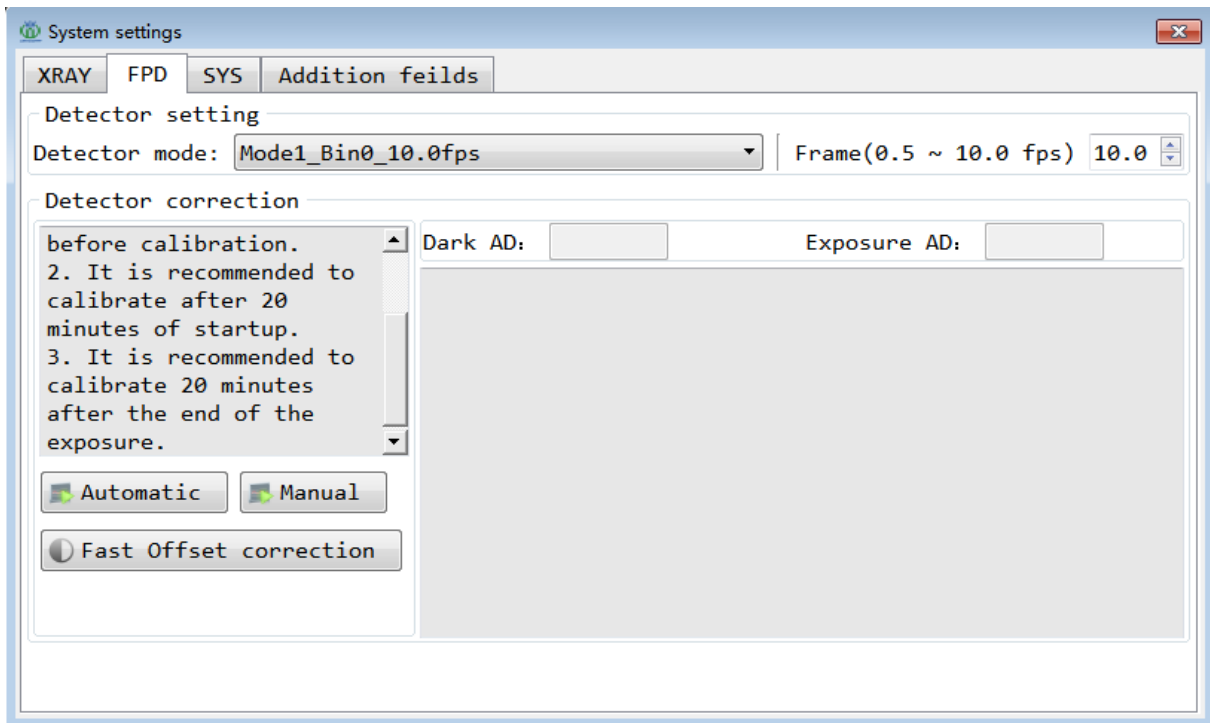 System settings
XRAY FPD SYS Addition feilds
Detector setting
Detector mode: Mode1_Bin0_10.0fps Frame(0.5 ~ 10.0 fps) 10.0
Detector correction
before calibration.
2. It is recommended to
calibrate after 20
minutes of startup.
3. It is recommended to
calibrate 20 minutes
after the end of the
exposure.
Dark AD: Exposure AD:
Automatic Manual
Fast Offset correction